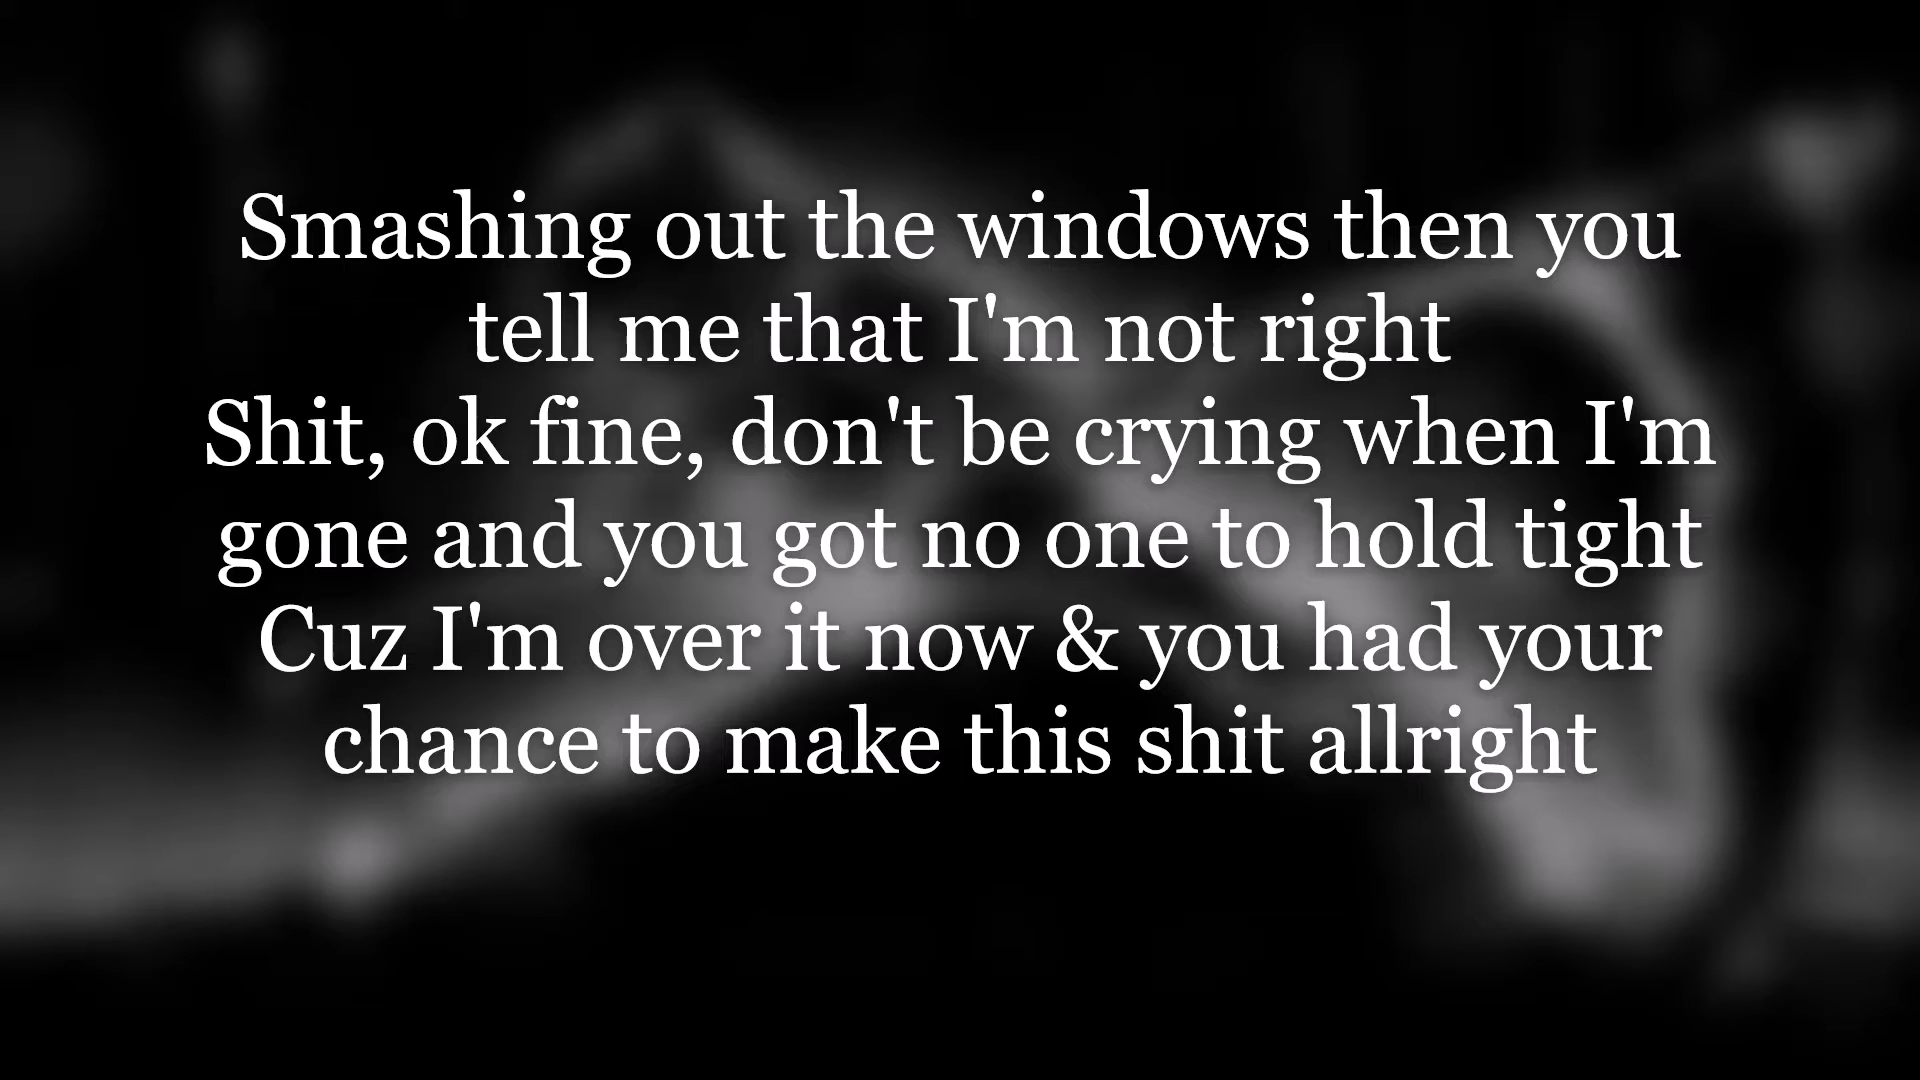 Smashing out the windows then you
tell me that I'm not right
Shit, ok fine, don't be crying when I'm
gone and you got no one to hold tight
Cuz I'm over it now & you had your
chance to make this shit allright